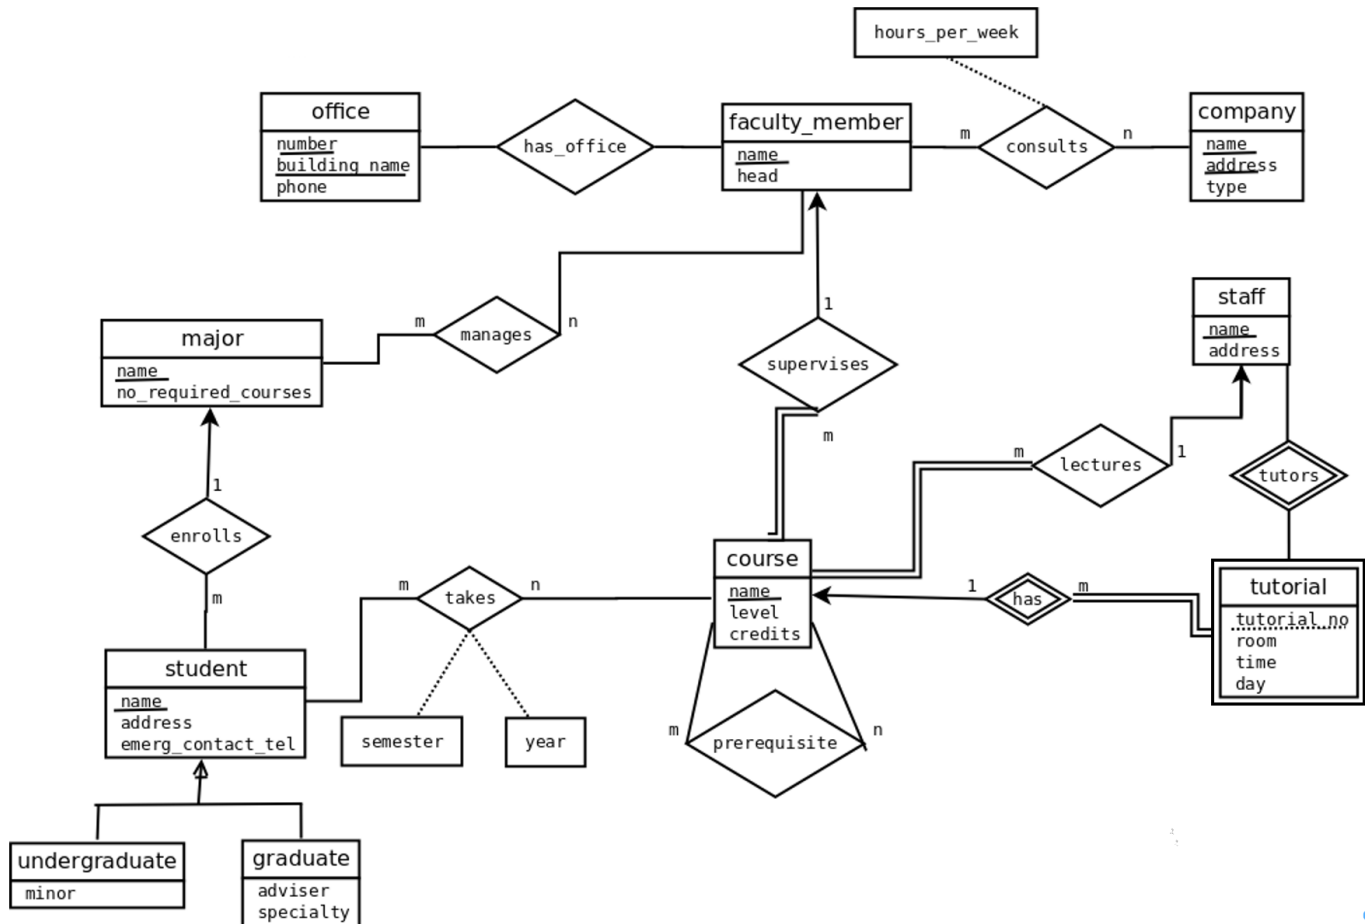 hours_per_week
office
number
building_name
phone
has_office
faculty_member
name
head
m
consults
n
company
name
address
type
m
manages
n
major
name
no_required_courses
1
supervises
m
staff
name
address
m
lectures
1
tutors
1
enrolls
m
m
takes
n
semester
year
course
name
level
credits
1
has
m
tutorial
tutorial_no
room
time
day
m
prerequisite
n
student
name
address
emerg_contact_tel
undergraduate
minor
graduate
adviser
specialty